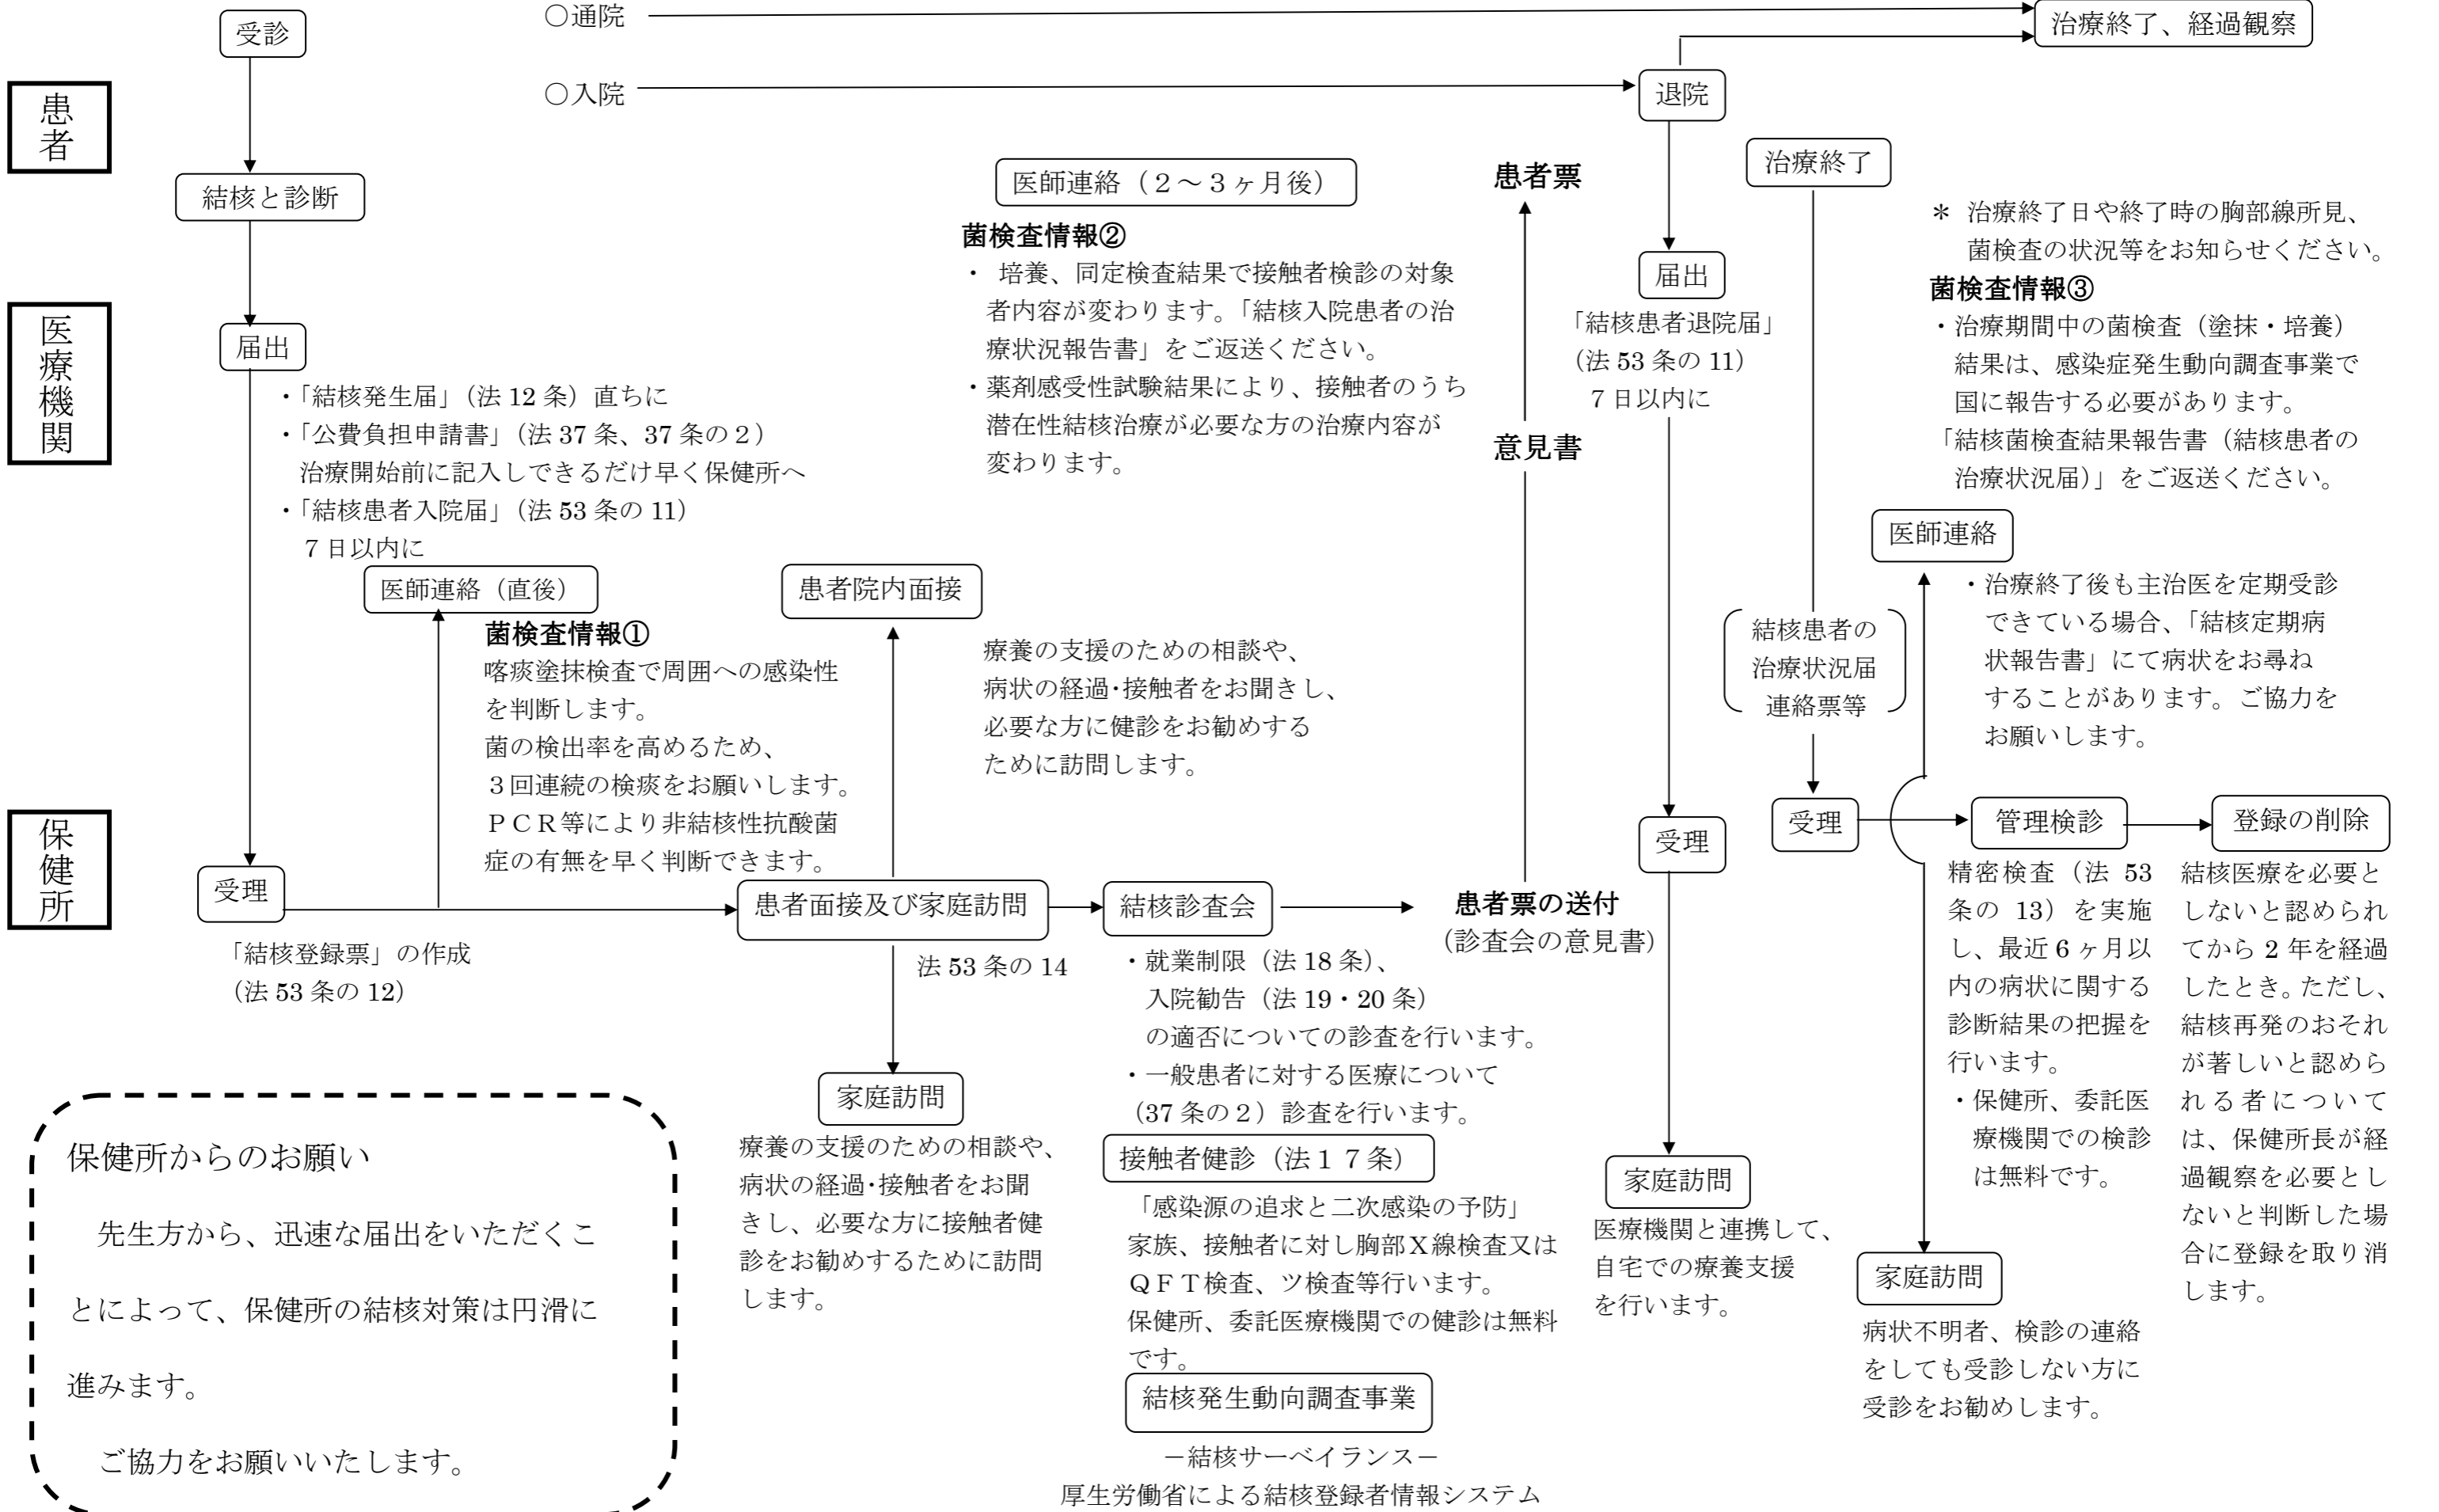 受診
○通院
治療終了、経過観察
○入院
退院
患者
結核と診断
医師連絡（２～３ヶ月後）
患者票
治療終了
菌検査情報②
・ 培養、同定検査結果で接触者検診の対象
者内容が変わります。「結核入院患者の治
療状況報告書」をご返送ください。
・薬剤感受性試験結果により、接触者のうち
潜在性結核治療が必要な方の治療内容が
変わります。
意見書
届出
「結核患者退院届」
（法 53 条の 11）
７日以内に
＊ 治療終了日や終了時の胸部線所見、
菌検査の状況等をお知らせください。
菌検査情報③
・治療期間中の菌検査（塗抹・培養）
結果は、感染症発生動向調査事業で
国に報告する必要があります。
「結核菌検査結果報告書（結核患者の
治療状況届）」をご返送ください。
医療機関
届出
・「結核発生届」（法 12 条）直ちに
・「公費負担申請書」（法 37 条、37 条の２）
治療開始前に記入しできるだけ早く保健所へ
・「結核患者入院届」（法 53 条の 11）
７日以内に
医師連絡（直後）
菌検査情報①
喀痰塗抹検査で周囲への感染性
を判断します。
菌の検出率を高めるため、
３回連続の検痰をお願いします。
ＰＣＲ等により非結核性抗酸菌
症の有無を早く判断できます。
患者院内面接
療養の支援のための相談や、
病状の経過･接触者をお聞きし、
必要な方に健診をお勧めする
ために訪問します。
結核患者の
治療状況届
連絡票等
医師連絡
・治療終了後も主治医を定期受診
できている場合、「結核定期病
状報告書」にて病状をお尋ね
することがあります。ご協力を
お願いします。
保健所
受理
「結核登録票」の作成
（法 53 条の 12）
患者面接及び家庭訪問
法 53 条の 14
結核診査会
・就業制限（法 18 条）、
入院勧告（法 19・20 条）
の適否についての診査を行います。
・一般患者に対する医療について
（37 条の２）診査を行います。
患者票の送付
（診査会の意見書）
受理
受理
管理検診
精密検査（法 53
条の 13）を実施
し、最近 6 ヶ月以
内の病状に関する
診断結果の把握を
行います。
・保健所、委託医
療機関での検診
は無料です。
登録の削除
結核医療を必要と
しないと認められ
てから 2 年を経過
したとき。ただし、
結核再発のおそれ
が著しいと認めら
れる者について
は、保健所長が経
過観察を必要とし
ないと判断した場
合に登録を取り消
します。
家庭訪問
療養の支援のための相談や、
病状の経過･接触者をお聞
きし、必要な方に接触者健
診をお勧めするために訪問
します。
接触者健診（法１７条）
「感染源の追求と二次感染の予防」
家族、接触者に対し胸部Ｘ線検査又は
ＱＦＴ検査、ツ検査等行います。
保健所、委託医療機関での健診は無料
です。
結核発生動向調査事業
－結核サーベイランス－
厚生労働省による結核登録者情報システム
家庭訪問
医療機関と連携して、
自宅での療養支援
を行います。
家庭訪問
病状不明者、検診の連絡
をしても受診しない方に
受診をお勧めします。
保健所からのお願い
先生方から、迅速な届出をいただくこ
とによって、保健所の結核対策は円滑に
進みます。
ご協力をお願いいたします。